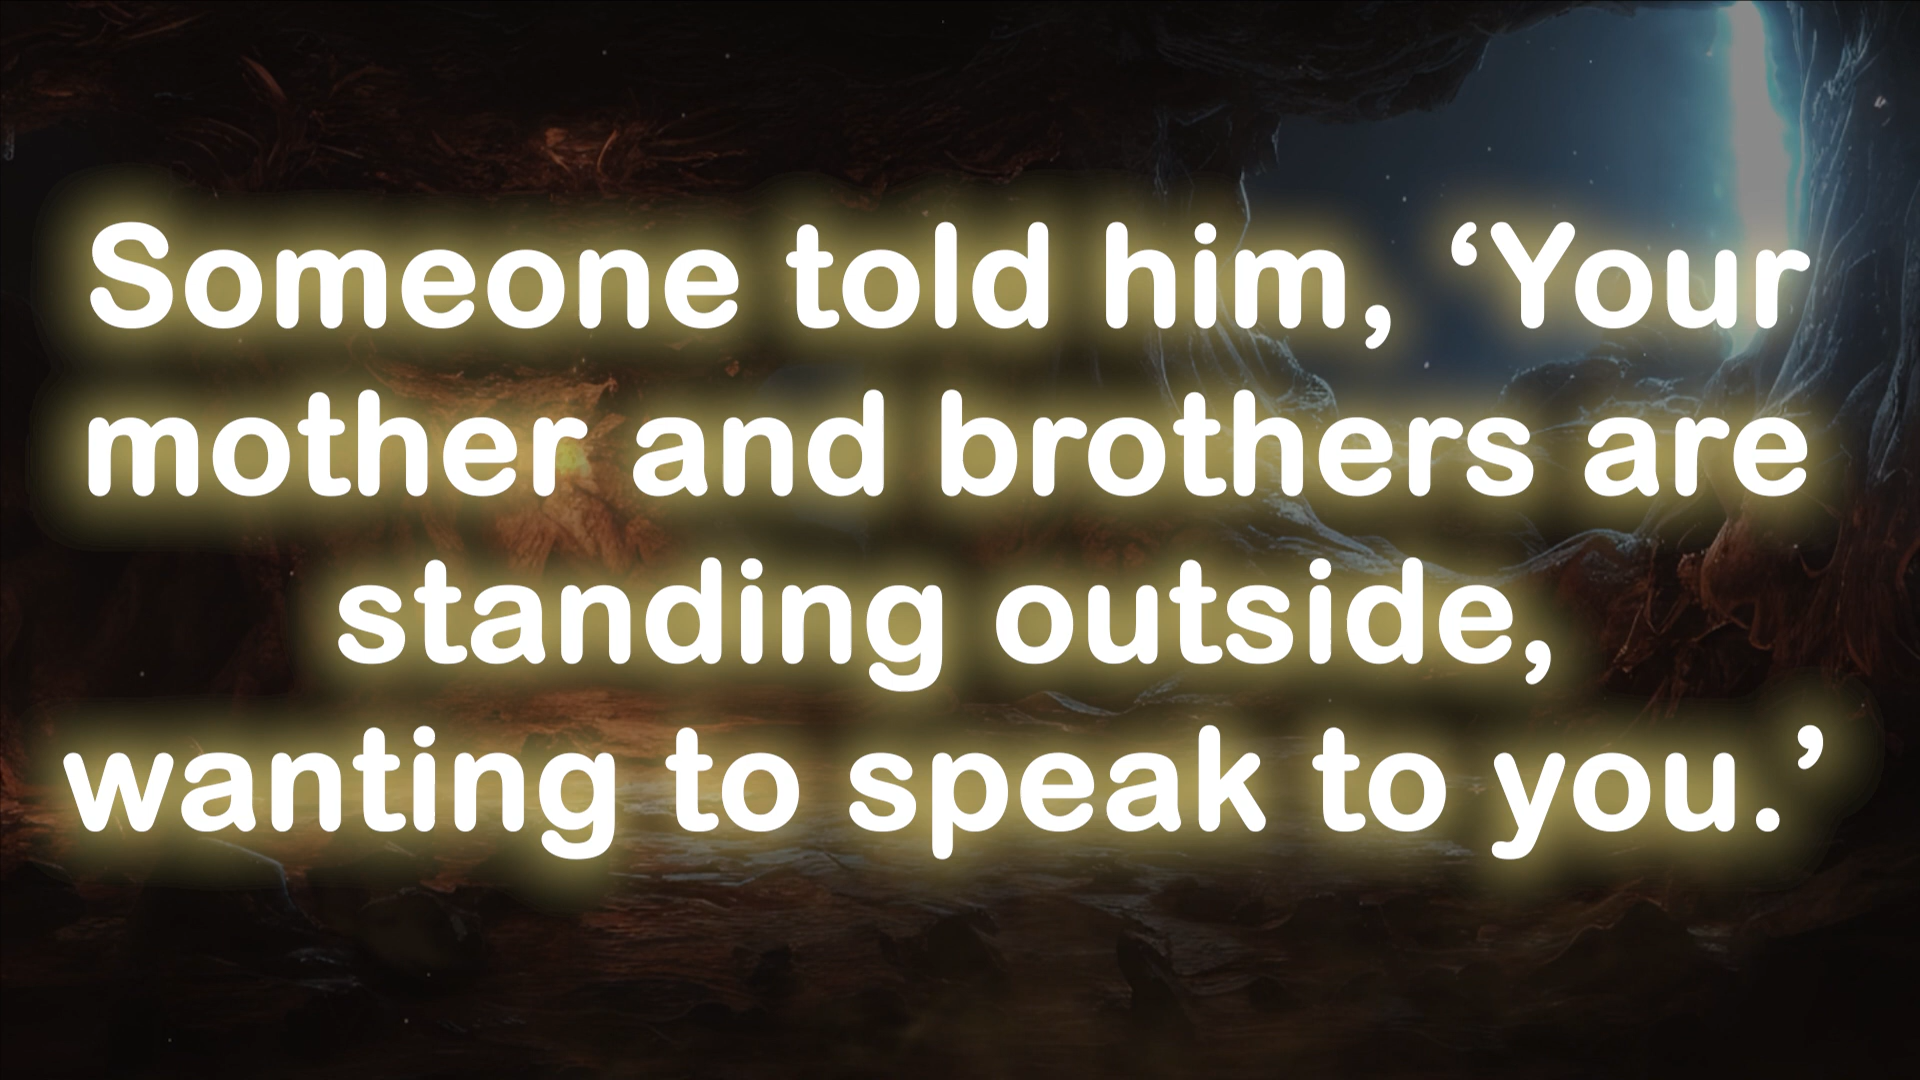 Someone told him, ‘Your
mother and brothers are
standing outside,
wanting to speak to you.’